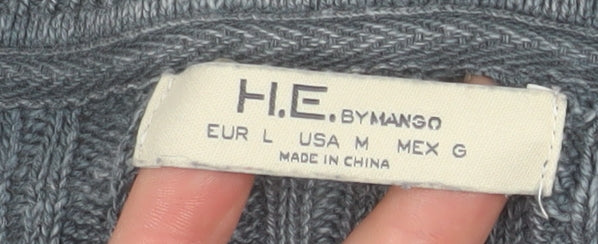 H.E. BY MANGO
EUR L USA M MEX G
MADE IN CHINA